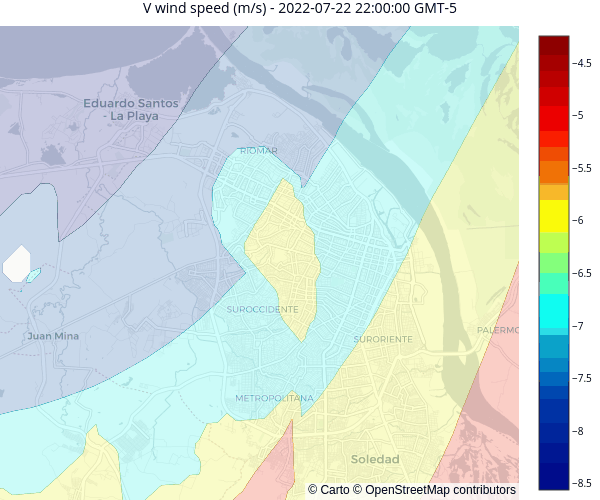 V wind speed (m/s) - 2022-07-22 22:00:00 GMT-5
Eduardo Santos
- La Playa
RIOMAR
SUROCCIDENTE
Juan Mina
SURORIENTE
PALERMO
METROPOLITANA
Soledad
© Carto © OpenStreetMap contributors
−4.5
−5
−5.5
−6
−6.5
−7
−7.5
−8
−8.5